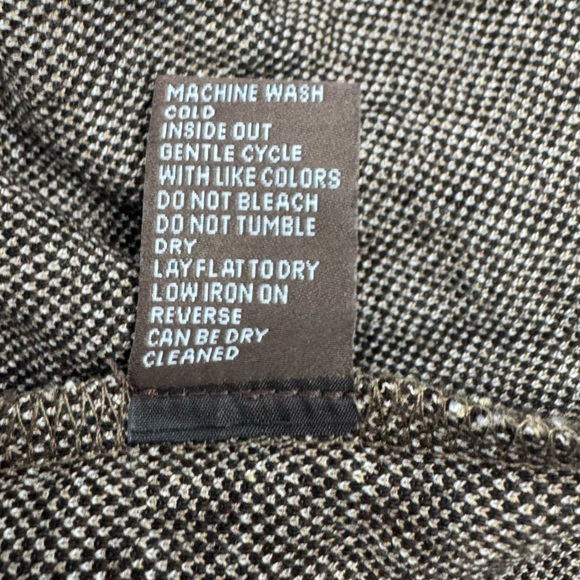 MACHINE WASH
COLD
INSIDE OUT
GENTLE CYCLE
WITH LIKE COLORS
DO NOT BLEACH
DO NOT TUMBLE
DRY
LAY FLAT TO DRY
LOW IRON ON
REVERSE
CAN BE DRY
CLEANED